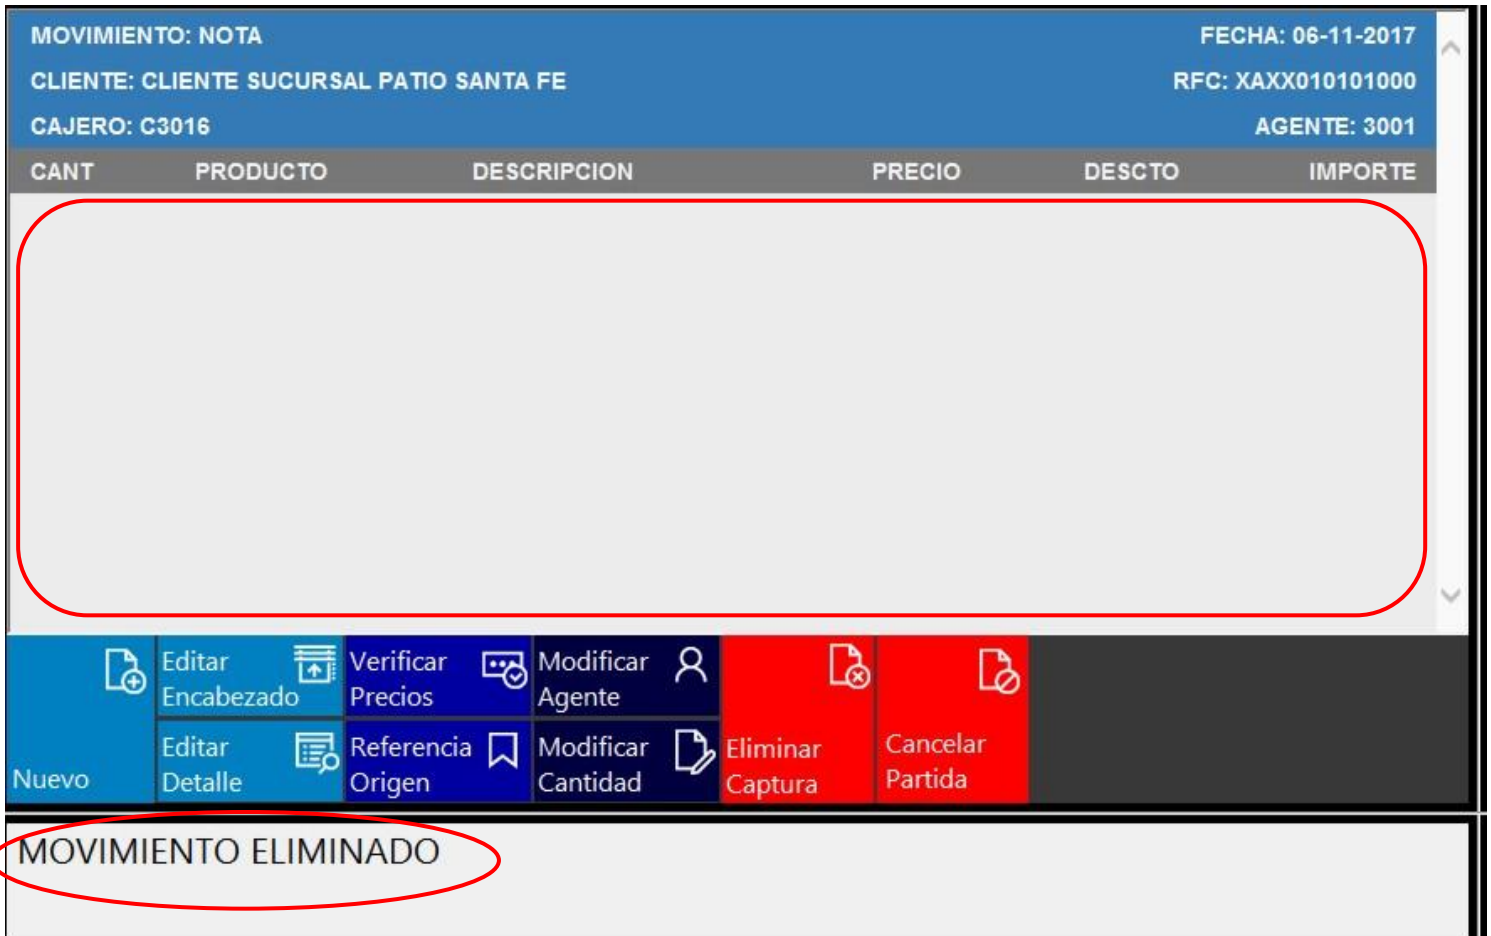 MOVIMIENTO: NOTA FECHA: 06-11-2017
CLIENTE: CLIENTE SUCURSAL PATIO SANTA FE RFC: XAXX010101000
CAJERO: C3016 AGENTE: 3001
CANT PRODUCTO DESCRIPCION PRECIO DESCTO IMPORTE
Nuevo
Editar
Encabezado
Editar
Detalle
Verificar
Precios
Referencia
Origen
Modificar
Agente
Modificar
Cantidad
Eliminar
Captura
Cancelar
Partida
MOVIMIENTO ELIMINADO